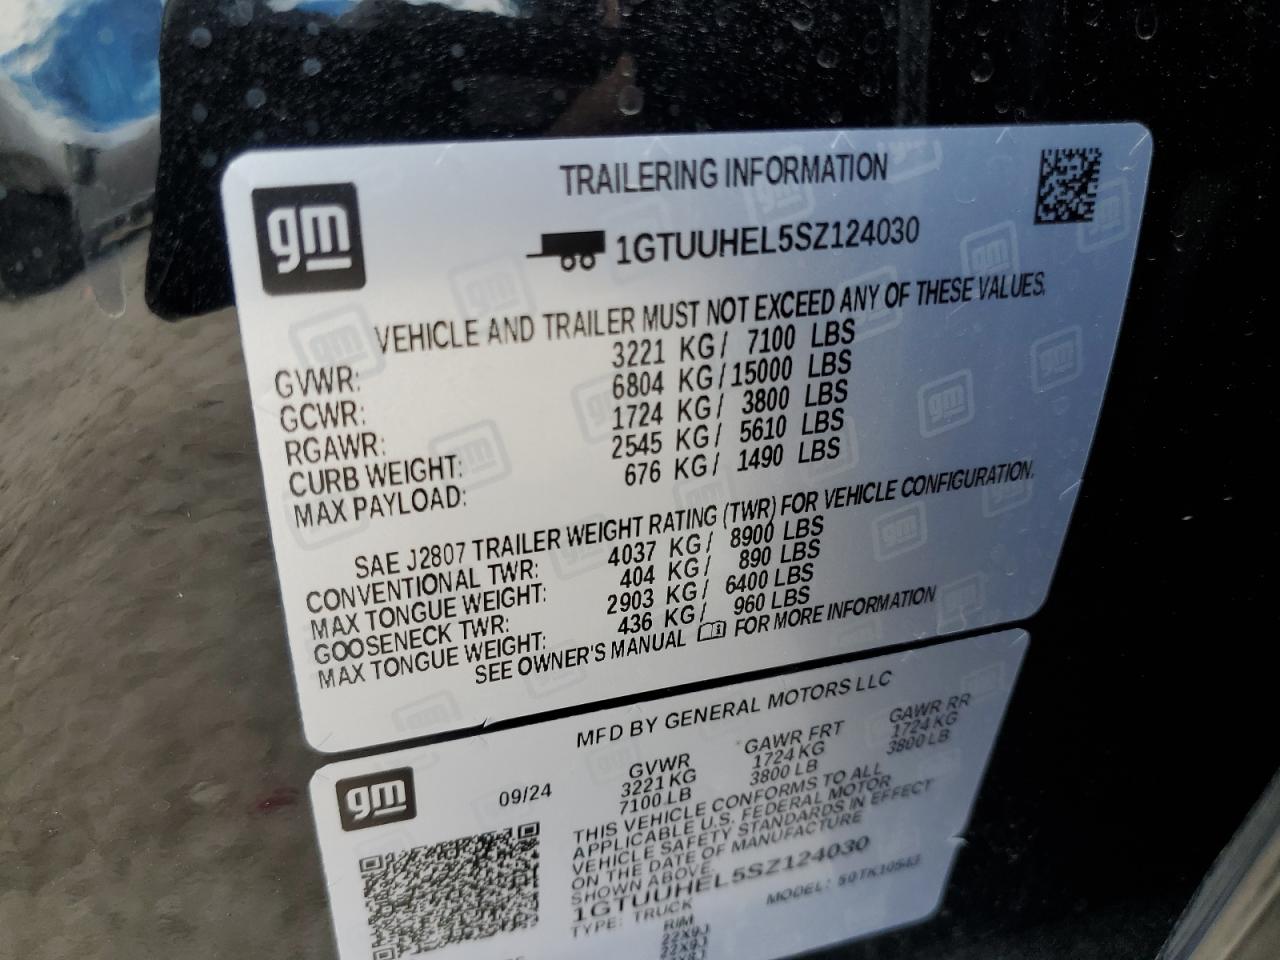 gm
TRAILERING INFORMATION
1GTUUHEL5SZ124030
VEHICLE AND TRAILER MUST NOT EXCEED ANY OF THESE VALUES.
GVWR: 3221 KG/ 7100 LBS
GCWR: 6804 KG/ 15000 LBS
RGAWR: 1724 KG/ 3800 LBS
CURB WEIGHT: 2545 KG/ 5610 LBS
MAX PAYLOAD: 676 KG/ 1490 LBS
SAE J2807 TRAILER WEIGHT RATING (TWR) FOR VEHICLE CONFIGURATION.
CONVENTIONAL TWR: 4037 KG/ 8900 LBS
MAX TONGUE WEIGHT: 404 KG/ 890 LBS
GOOSENECK TWR: 2903 KG/ 6400 LBS
MAX TONGUE WEIGHT: 436 KG/ 960 LBS
SEE OWNER'S MANUAL FOR MORE INFORMATION
gm
MFD BY GENERAL MOTORS LLC
09/24
GVWR GAWR FRT GAWR RR
3221 KG 1724 KG 1724 KG
7100 LB 3800 LB 3800 LB
THIS VEHICLE CONFORMS TO ALL
APPLICABLE U.S. FEDERAL MOTOR
VEHICLE SAFETY STANDARDS IN EFFECT
ON THE DATE OF MANUFACTURE
SHOWN ABOVE.
1GTUUHEL5SZ124030
TYPE: TRUCK MODEL:
RIM
22X9J
22X9J